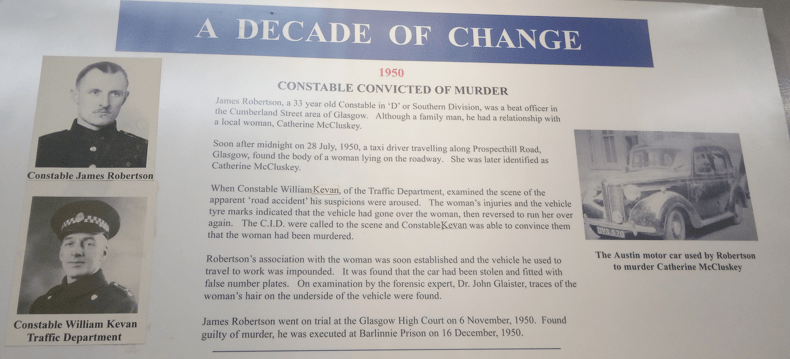 A DECADE OF CHANGE
1950
CONSTABLE CONVICTED OF MURDER
James Robertson, a 33 year old Constable in 'D' or Southern Division, was a beat officer in
the Cumberland Street area of Glasgow. Although a family man, he had a relationship with
a local woman, Catherine McCluskey.
Soon after midnight on 28 July, 1950, a taxi driver travelling along Prospecthill Road,
Glasgow, found the body of a woman lying on the roadway. She was later identified as
Catherine McCluskey.
When Constable William Kevan, of the Traffic Department, examined the scene of the
apparent 'road accident' his suspicions were aroused. The woman's injuries and the vehicle
tyre marks indicated that the vehicle had gone over the woman, then reversed to run her over
again. The C.I.D. were called to the scene and Constable Kevan was able to convince them
that the woman had been murdered.
Robertson's association with the woman was soon established and the vehicle he used to
travel to work was impounded. It was found that the car had been stolen and fitted with
false number plates. On examination by the forensic expert, Dr. John Glaister, traces of the
woman's hair on the underside of the vehicle were found.
James Robertson went on trial at the Glasgow High Court on 6 November, 1950. Found
guilty of murder, he was executed at Barlinnie Prison on 16 December, 1950.
Constable James Robertson
Constable William Kevan
Traffic Department
The Austin motor car used by Robertson
to murder Catherine McCluskey